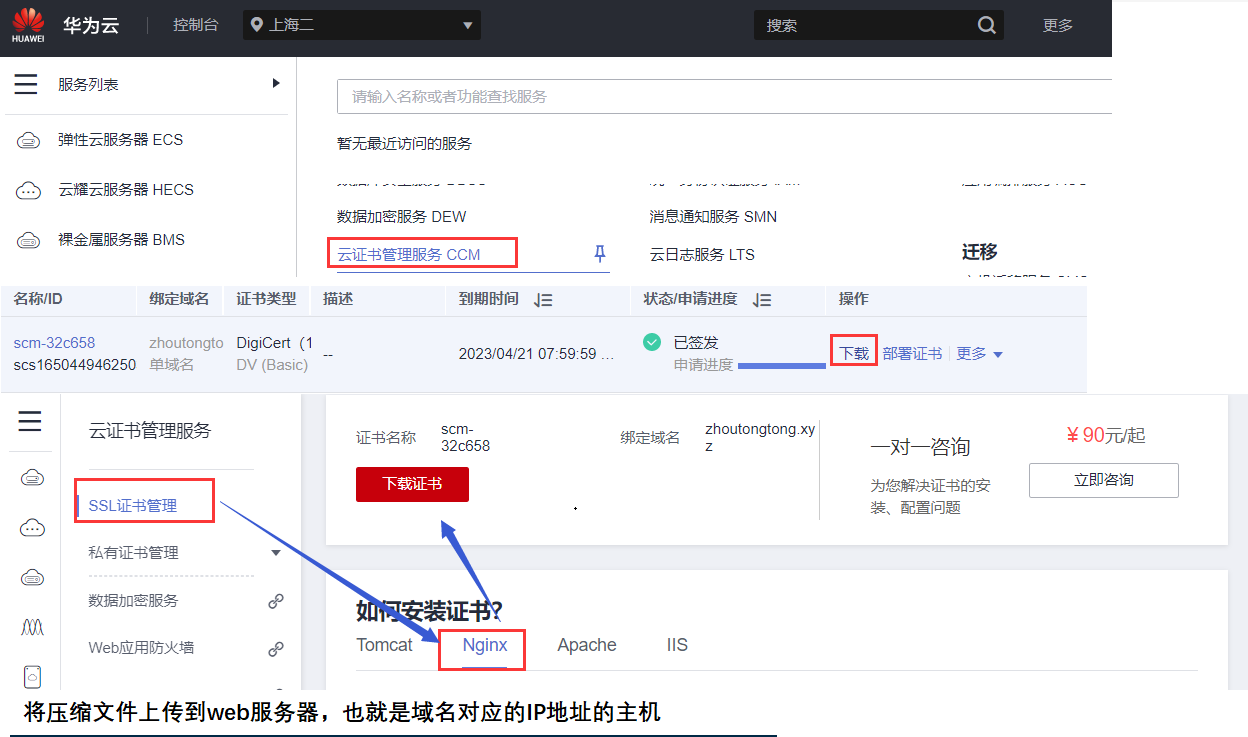 HUAWEI 华为云 控制台 上海二 搜索 更多
服务列表
请输入名称或者功能查找服务
弹性云服务器 ECS
暂无最近访问的服务
云耀云服务器 HECS
数据加密服务 DEW 消息通知服务 SMN
裸金属服务器 BMS
云证书管理服务 CCM 云日志服务 LTS 迁移
名称/ID 绑定域名 证书类型 描述 到期时间 状态/申请进度 操作
scm-32c658 zhoutongto DigiCert（1 已签发
-- 2023/04/21 07:59:59 ... 下载 部署证书 更多
scs165044946250 单域名 DV (Basic) 申请进度
云证书管理服务
SSL证书管理
私有证书管理
数据加密服务
Web应用防火墙
证书名称 scm-
32c658
绑定域名 zhoutongtong.xy
z
下载证书
一对一咨询
为您解决证书的安
装、配置问题
¥90元/起
立即咨询
如何安装证书?
Tomcat Nginx Apache IIS
将压缩文件上传到web服务器，也就是域名对应的IP地址的主机